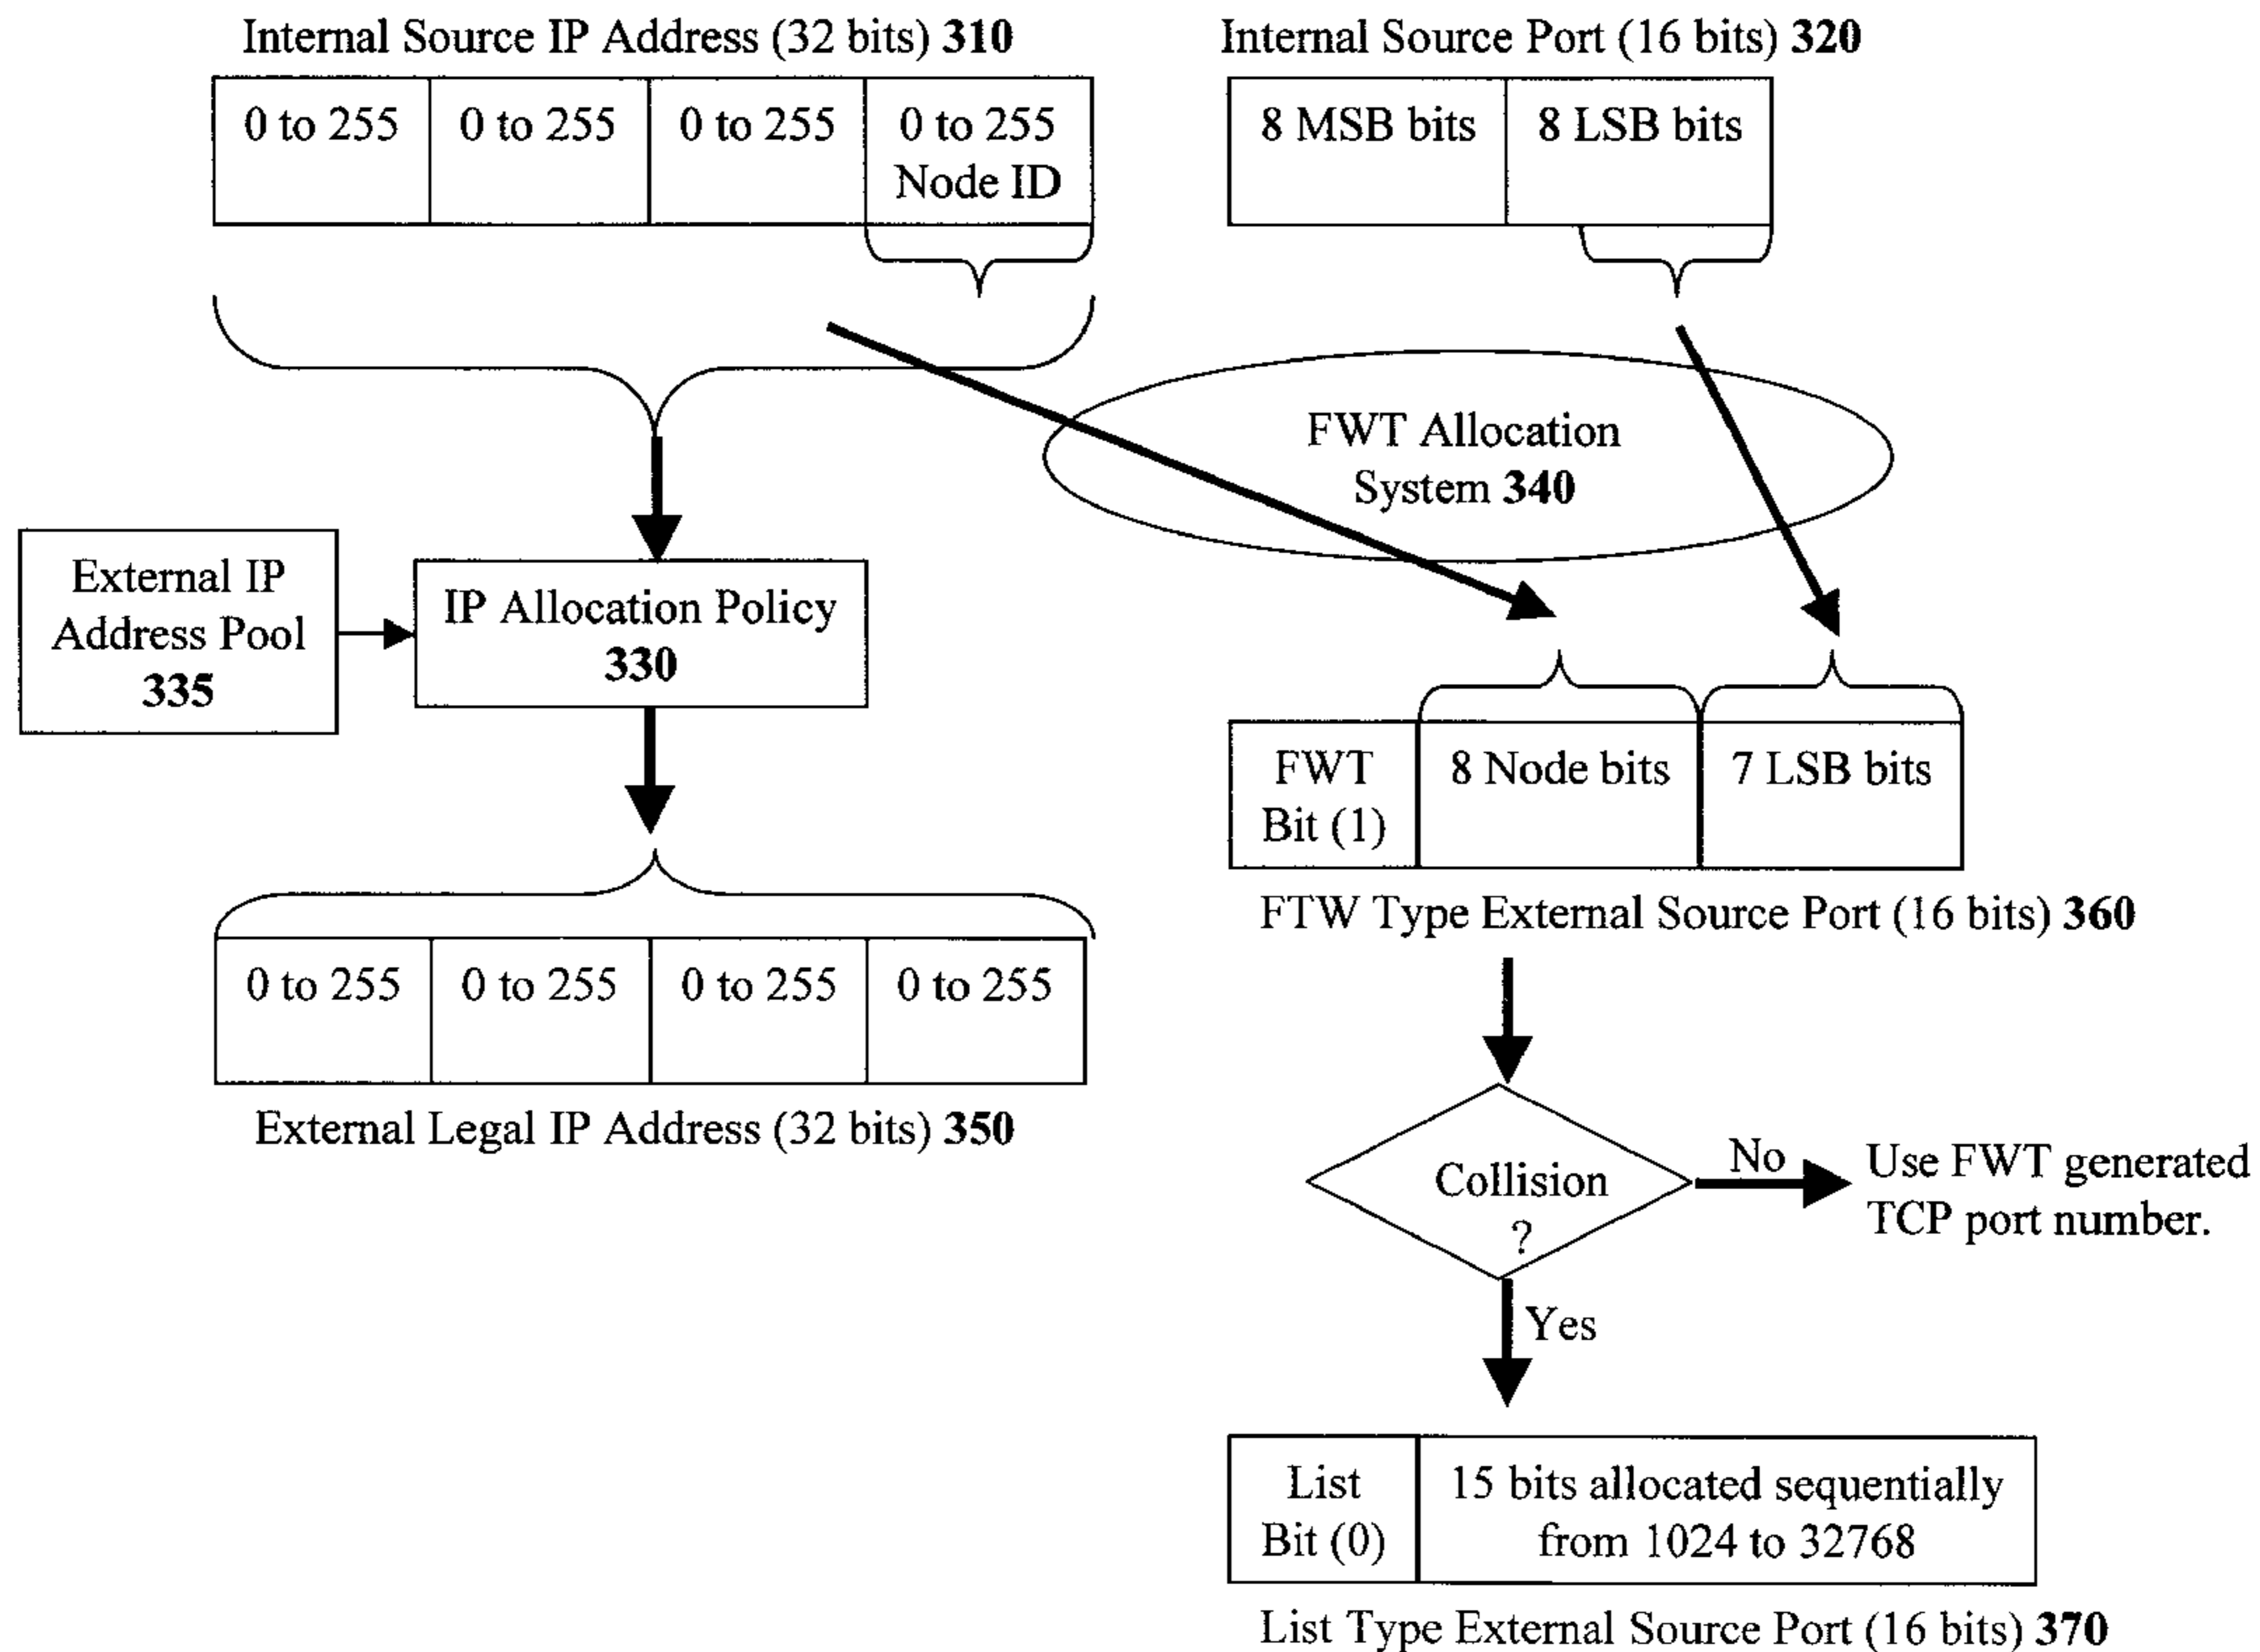 Internal Source IP Address (32 bits) 310
0 to 255
0 to 255
0 to 255
0 to 255
Node ID
Internal Source Port (16 bits) 320
8 MSB bits
8 LSB bits
FWT Allocation
System 340
External IP
Address Pool
335
IP Allocation Policy
330
FWT
Bit (1)
8 Node bits
7 LSB bits
FTW Type External Source Port (16 bits) 360
0 to 255
0 to 255
0 to 255
0 to 255
External Legal IP Address (32 bits) 350
Collision
?
No
Use FWT generated
TCP port number.
Yes
List
Bit (0)
15 bits allocated sequentially
from 1024 to 32768
List Type External Source Port (16 bits) 370